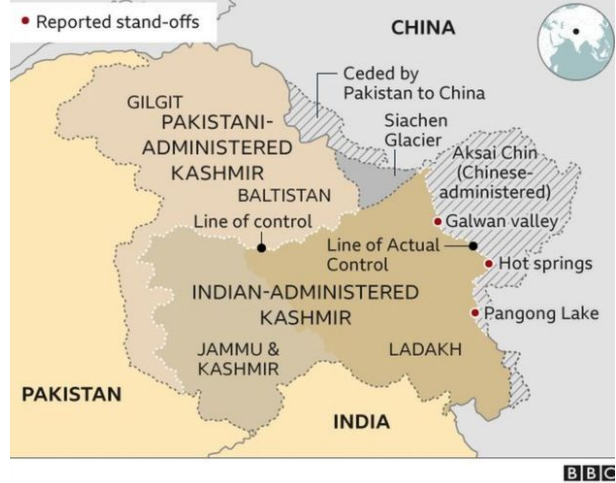 Reported stand-offs
CHINA
Ceded by
Pakistan to China
GILGIT
PAKISTANI-
ADMINISTERED
KASHMIR
Siachen
Glacier
Aksai Chin
(Chinese-
administered)
BALTISTAN
Line of control
Galwan valley
Line of Actual
Control
Hot springs
INDIAN-ADMINISTERED
KASHMIR
Pangong Lake
JAMMU &
KASHMIR
LADAKH
PAKISTAN
INDIA
BBC